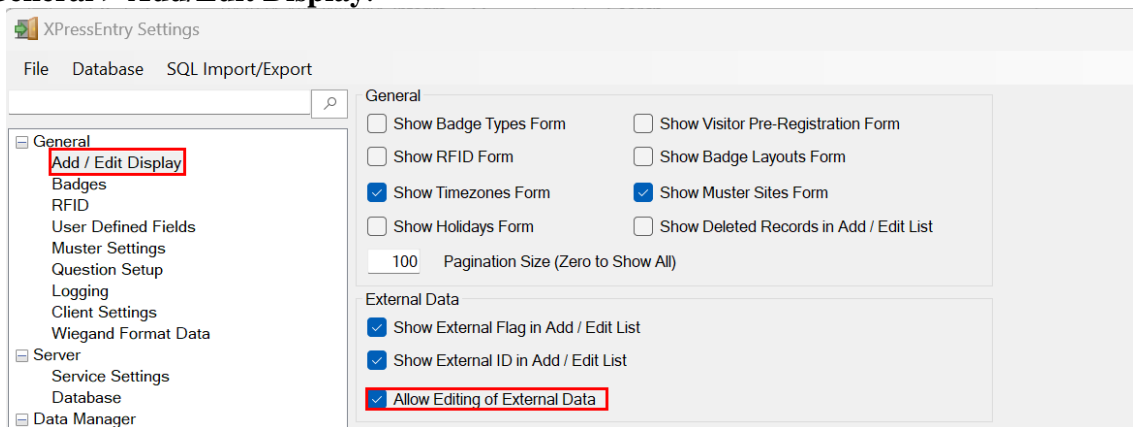 General > Add/Edit Display.
XPressEntry Settings
File Database SQL Import/Export
General
Add / Edit Display
Badges
RFID
User Defined Fields
Muster Settings
Question Setup
Logging
Client Settings
Wiegand Format Data
Server
Service Settings
Database
Data Manager
General
Show Badge Types Form Show Visitor Pre-Registration Form
Show RFID Form Show Badge Layouts Form
Show Timezones Form Show Muster Sites Form
Show Holidays Form Show Deleted Records in Add / Edit List
100 Pagination Size (Zero to Show All)
External Data
Show External Flag in Add / Edit List
Show External ID in Add / Edit List
Allow Editing of External Data